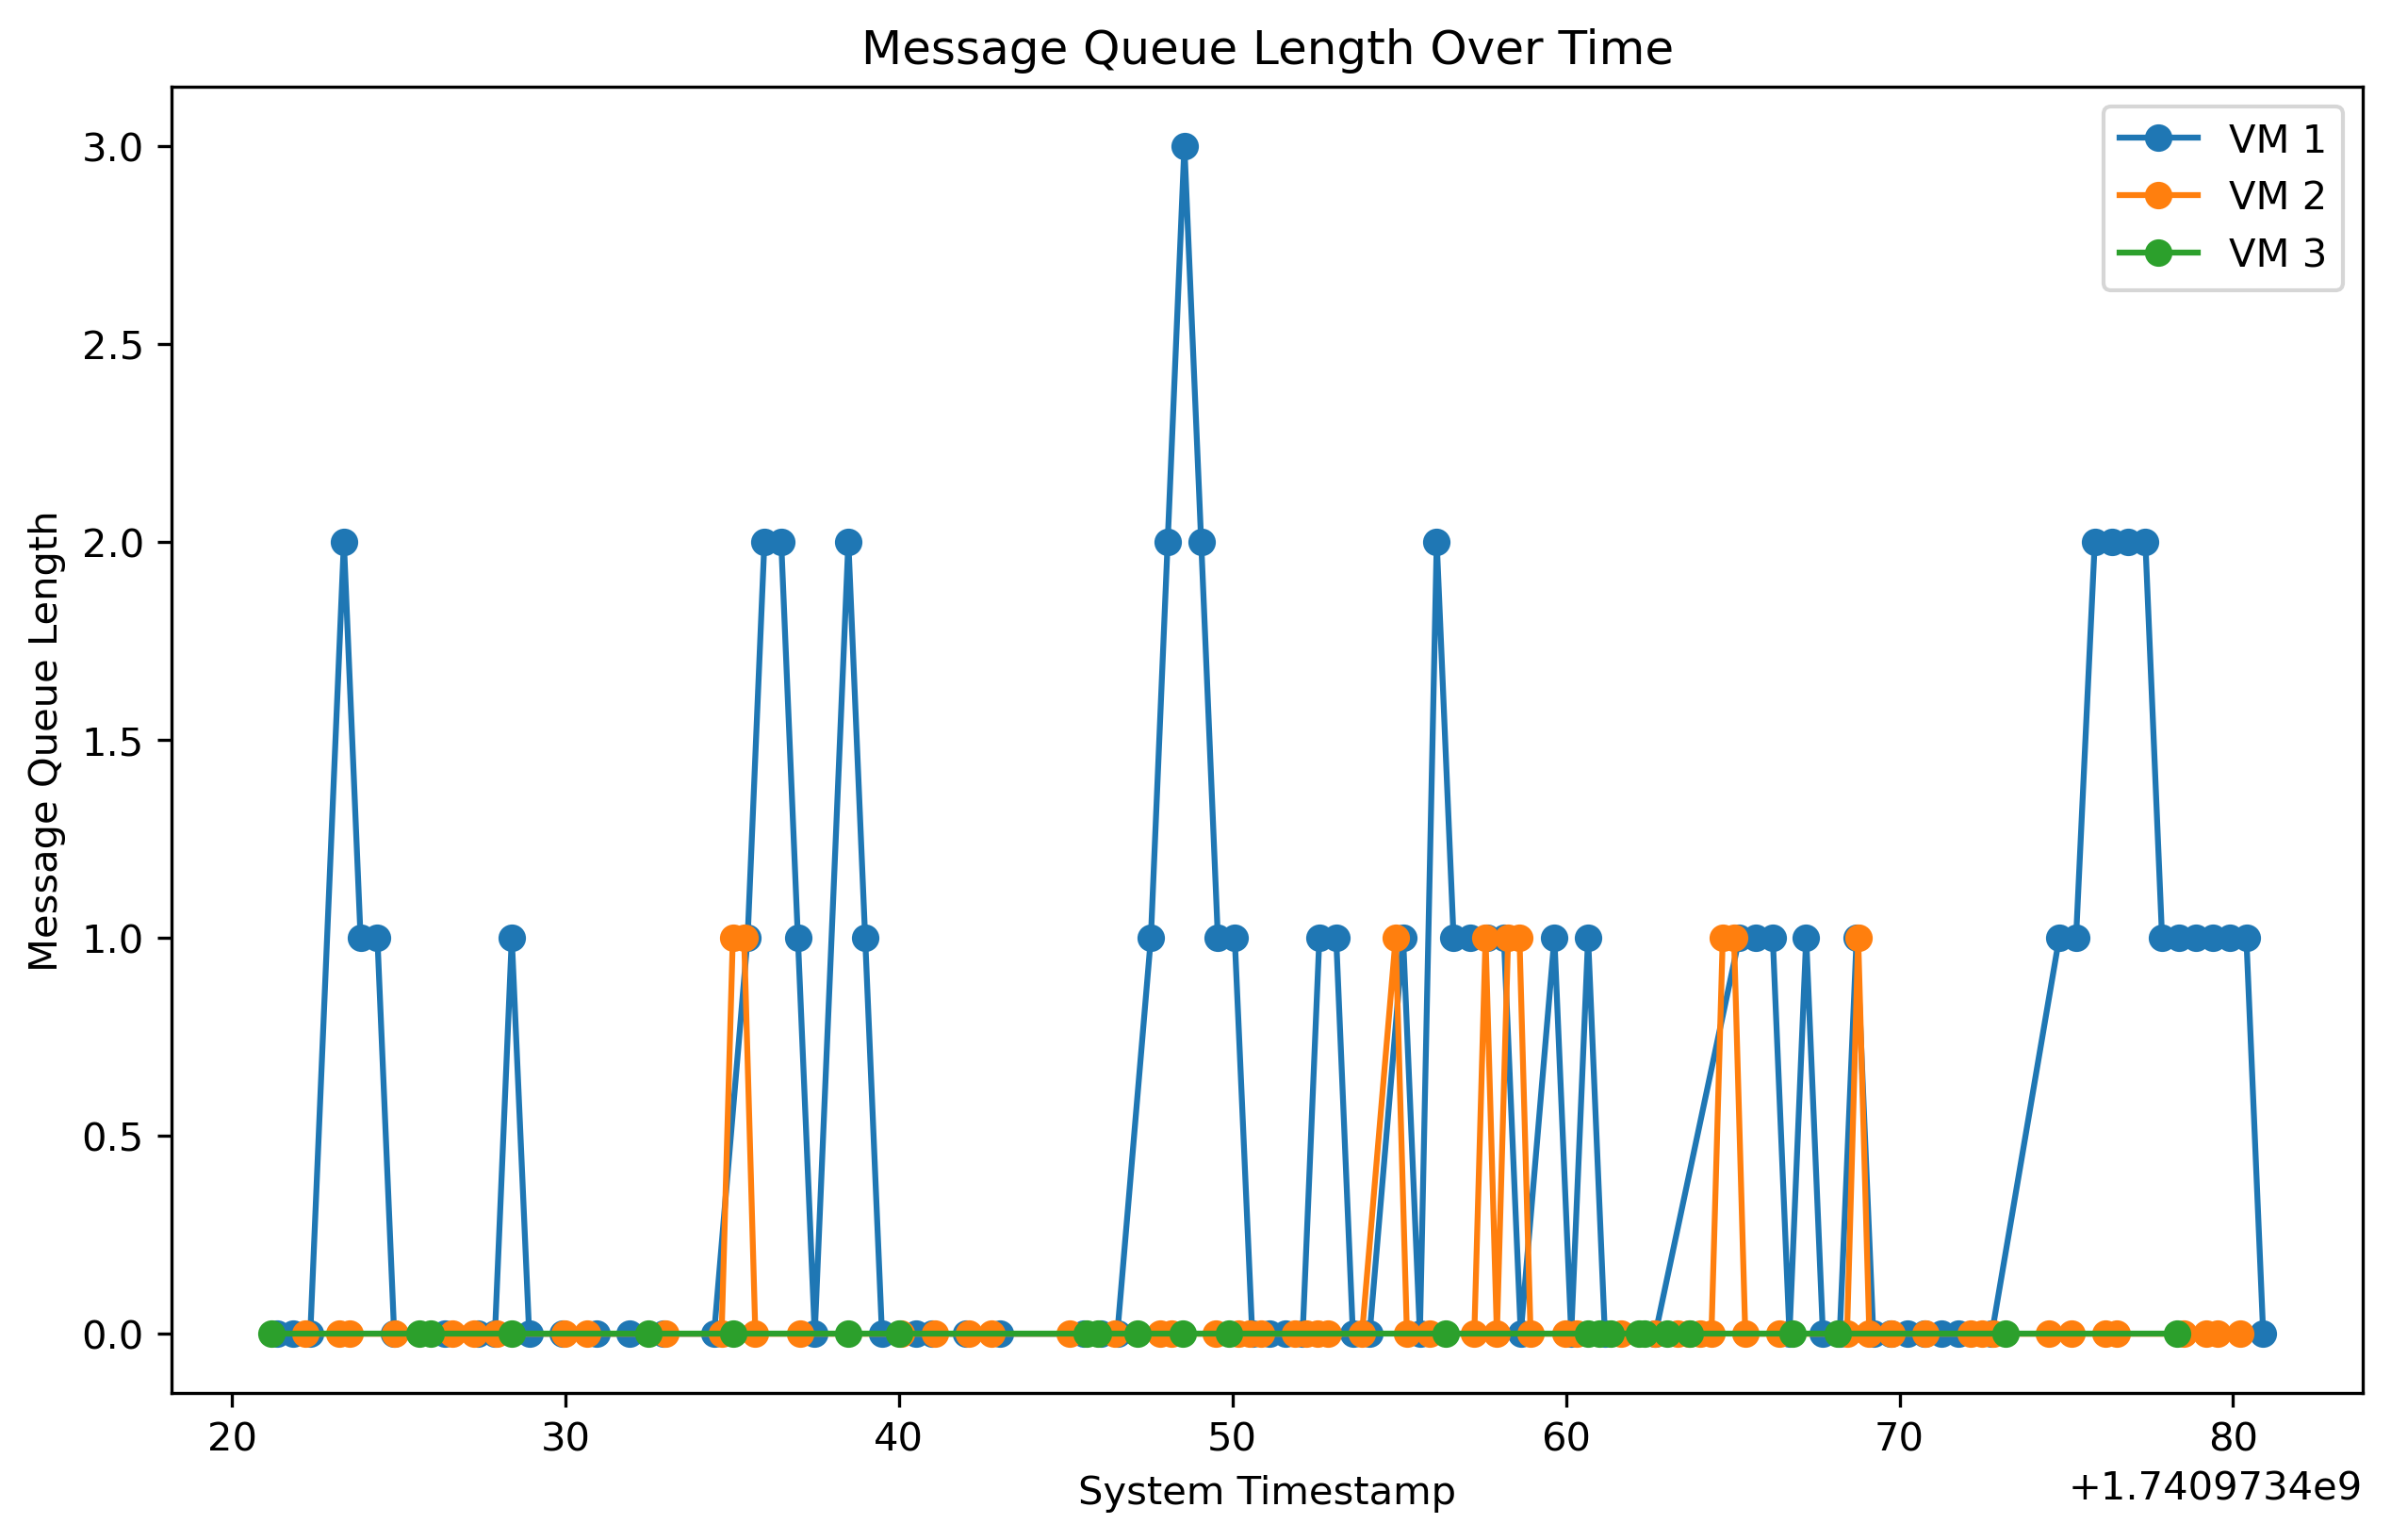 Message Queue Length Over Time
VM 1
VM 2
VM 3
Message Queue Length
3.0
2.5
2.0
1.5
1.0
0.5
0.0
20 30 40 50 60 70 80
System Timestamp
+1.7409734e9